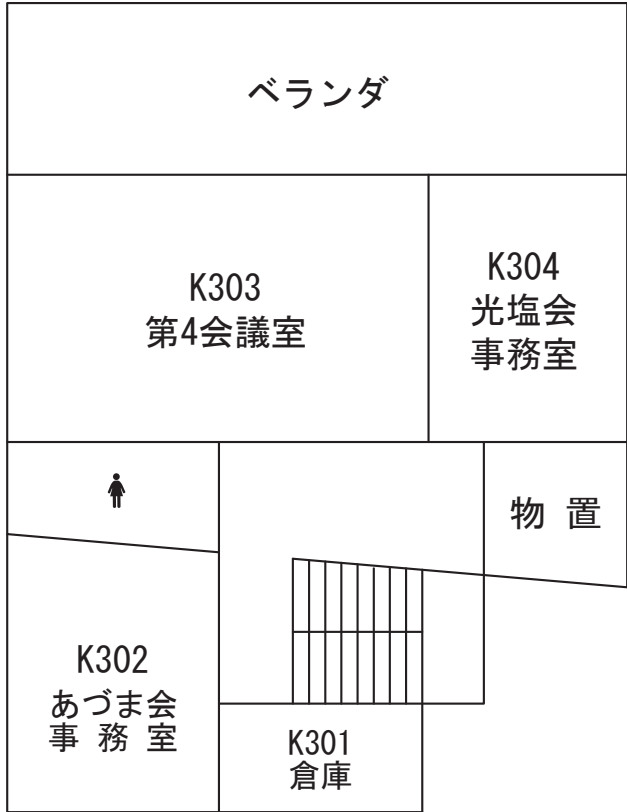 ベランダ
K303
第4会議室
K304
光塩会
事務室
物 置
K302
あづま会
事 務 室
K301
倉庫